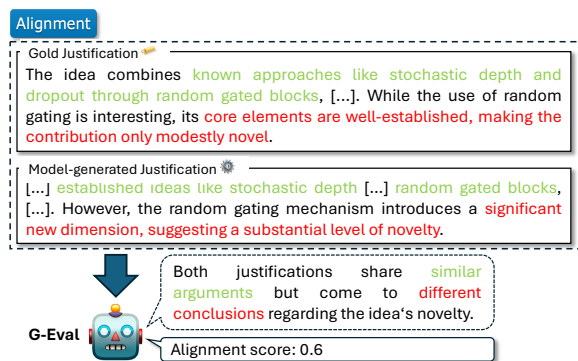 Alignment
Gold Justification
The idea combines known approaches like stochastic depth and
dropout through random gated blocks, [...]. While the use of random
gating is interesting, its core elements are well-established, making the
contribution only modestly novel.
Model-generated Justification
[...] established ideas like stochastic depth [...] random gated blocks,
[...]. However, the random gating mechanism introduces a significant
new dimension, suggesting a substantial level of novelty.
Both justifications share similar
arguments but come to different
conclusions regarding the idea‘s novelty.
G-Eval
Alignment score: 0.6